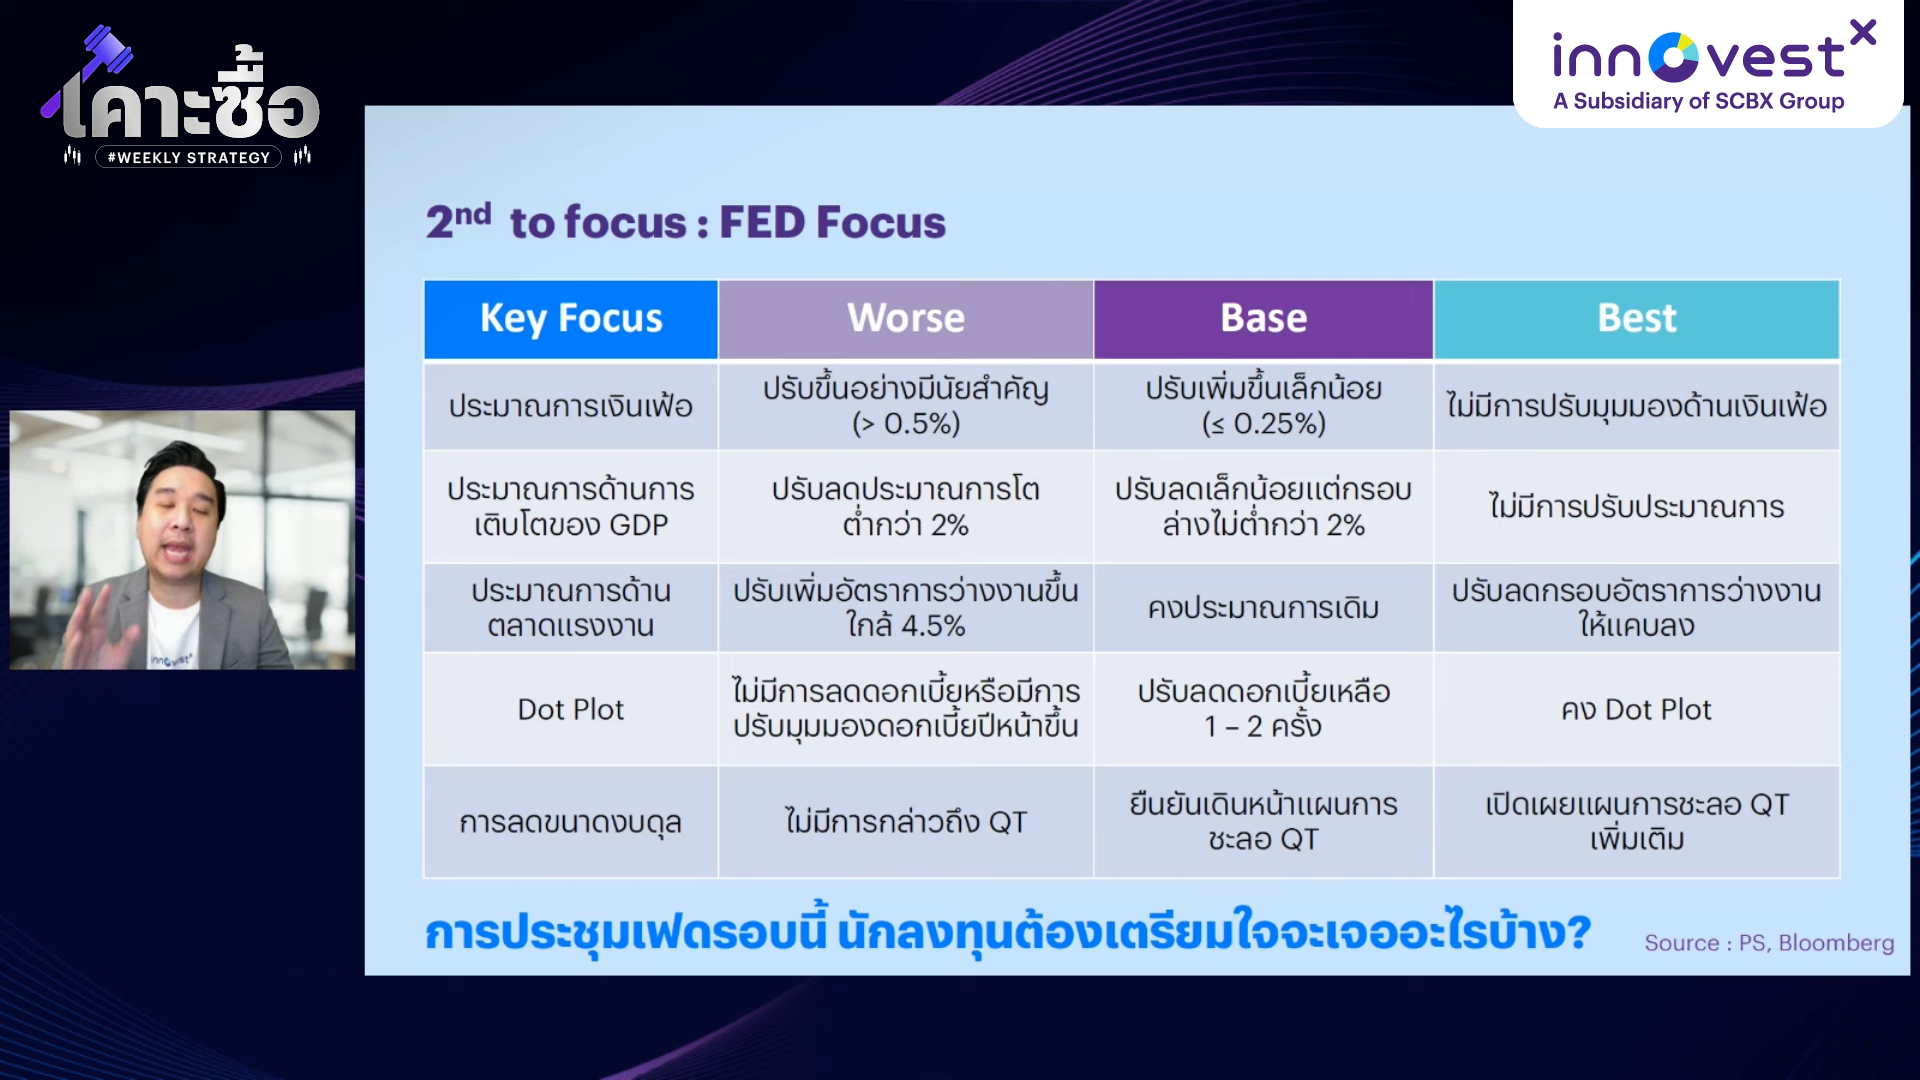 เคาะซื้อ
#WEEKLY STRATEGY
innovestx
A Subsidiary of SCBX Group
2nd to focus : FED Focus
Key Focus
Worse
Base
Best
ประมาณการเงินเฟ้อ
ปรับขึ้นอย่างมีนัยสำคัญ
(> 0.5%)
ปรับเพิ่มขึ้นเล็กน้อย
(≤ 0.25%)
ไม่มีการปรับมุมมองด้านเงินเฟ้อ
ประมาณการด้านการ
เติบโตของ GDP
ปรับลดประมาณการโต
ต่ำกว่า 2%
ปรับลดเล็กน้อยแต่กรอบ
ล่างไม่ต่ำกว่า 2%
ไม่มีการปรับประมาณการ
ประมาณการด้าน
ตลาดแรงงาน
ปรับเพิ่มอัตราการว่างงานขึ้น
ใกล้ 4.5%
คงประมาณการเดิม
ปรับลดกรอบอัตราการว่างงาน
ให้แคบลง
Dot Plot
ไม่มีการลดดอกเบี้ยหรือมีการ
ปรับมุมมองดอกเบี้ยปีหน้าขึ้น
ปรับลดดอกเบี้ยเหลือ
1 – 2 ครั้ง
คง Dot Plot
การลดขนาดงบดุล
ไม่มีการกล่าวถึง QT
ยืนยันเดินหน้าแผนการ
ชะลอ QT
เปิดเผยแผนการชะลอ QT
เพิ่มเติม
การประชุมเฟดรอบนี้ นักลงทุนต้องเตรียมใจจะเจออะไรบ้าง?
Source : PS, Bloomberg
innovestx